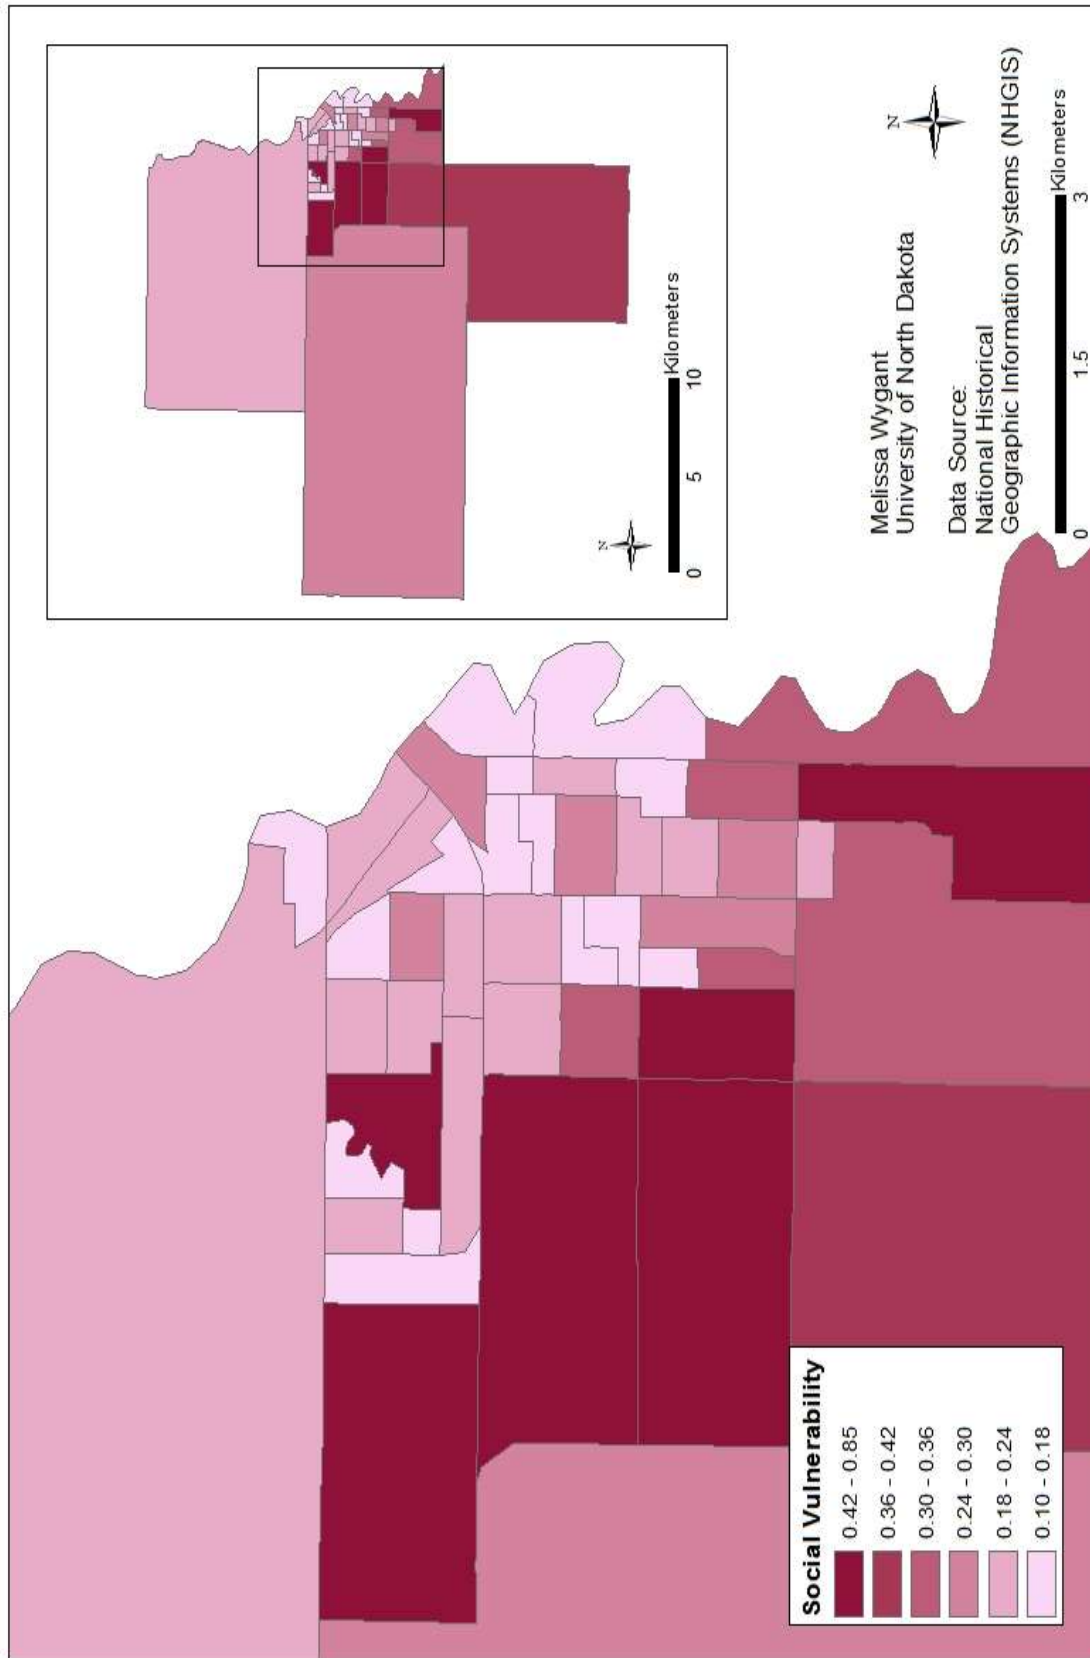 N
0 5 10 Kilometers
N
Melissa Wygant
University of North Dakota
Data Source:
National Historical
Geographic Information Systems (NHGIS)
0 1.5 3 Kilometers
Social Vulnerability
0.42 - 0.85
0.36 - 0.42
0.30 - 0.36
0.24 - 0.30
0.18 - 0.24
0.10 - 0.18